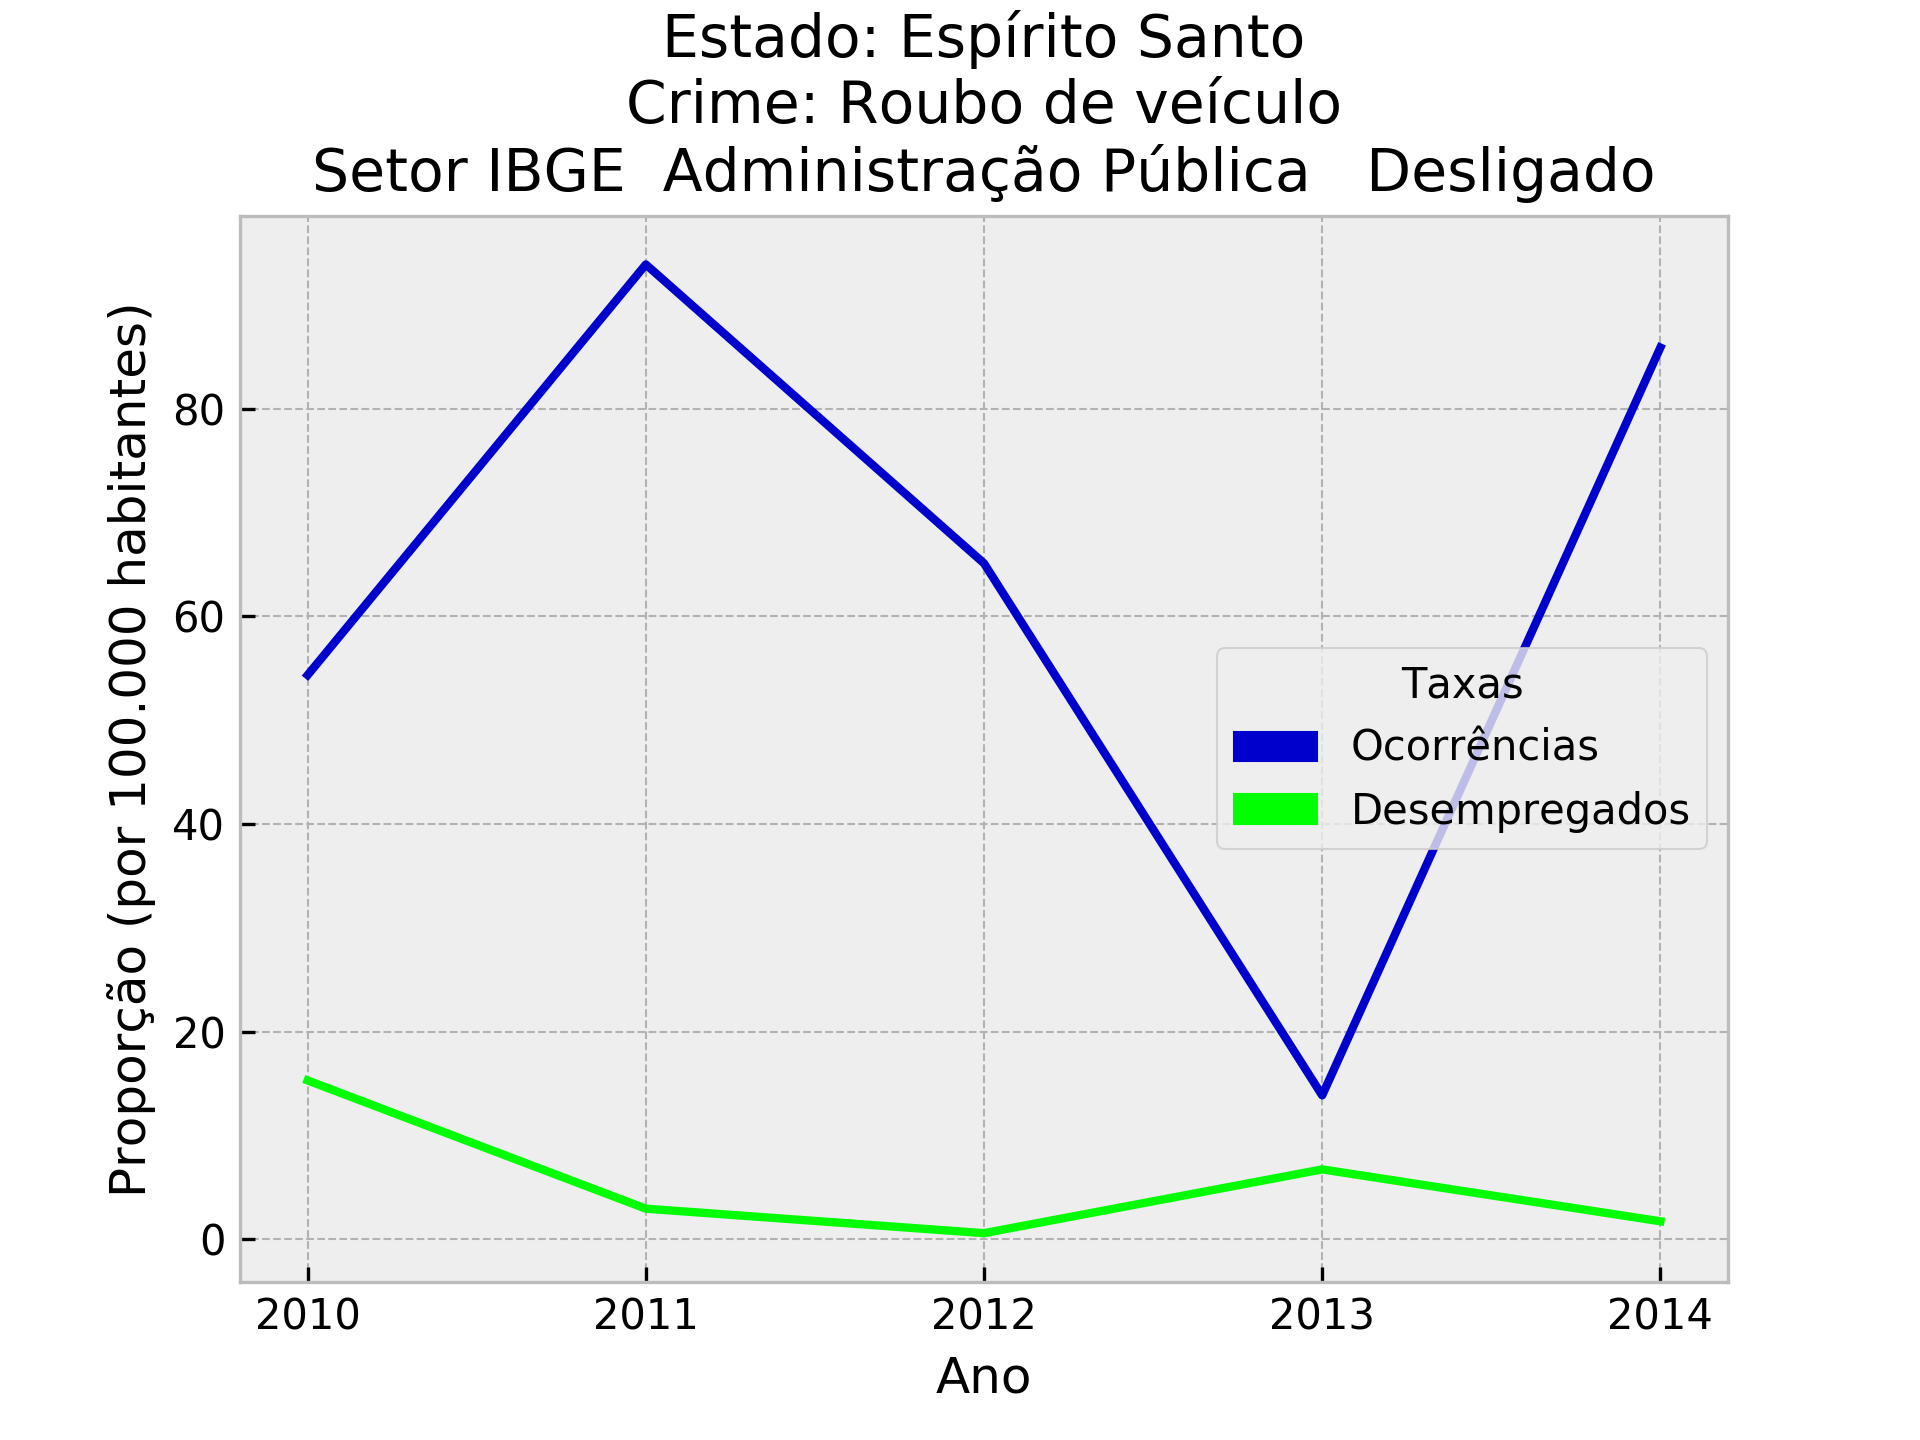 Estado: Espírito Santo
Crime: Roubo de veículo
Setor IBGE  Administração Pública   Desligado
Proporção (por 100.000 habitantes)
80
60
40
20
0
Taxas
Ocorrências
Desempregados
2010 2011 2012 2013 2014
Ano